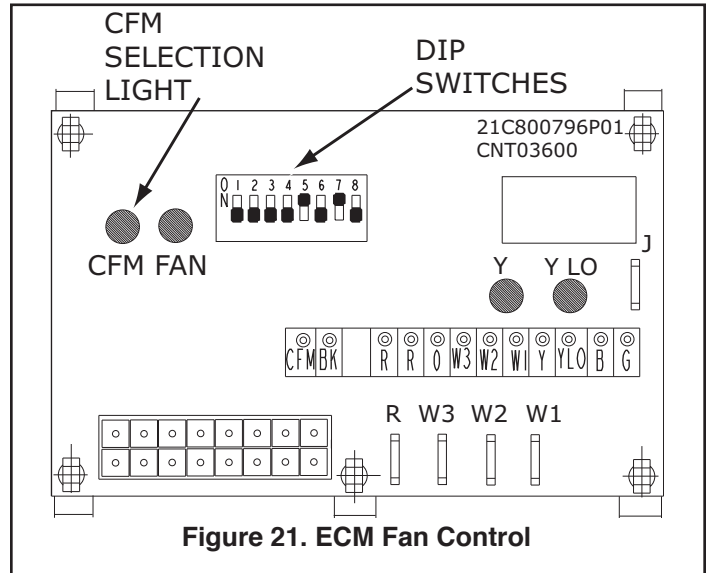 CFM
SELECTION
LIGHT
DIP
SWITCHES
21C800796P01
CNT03600
O
N
1 2 3 4 5 6 7 8
CFM FAN
J
Y Y LO
CFM BK R R O W3 W2 W1 Y YLO B G
R W3 W2 W1
Figure 21. ECM Fan Control